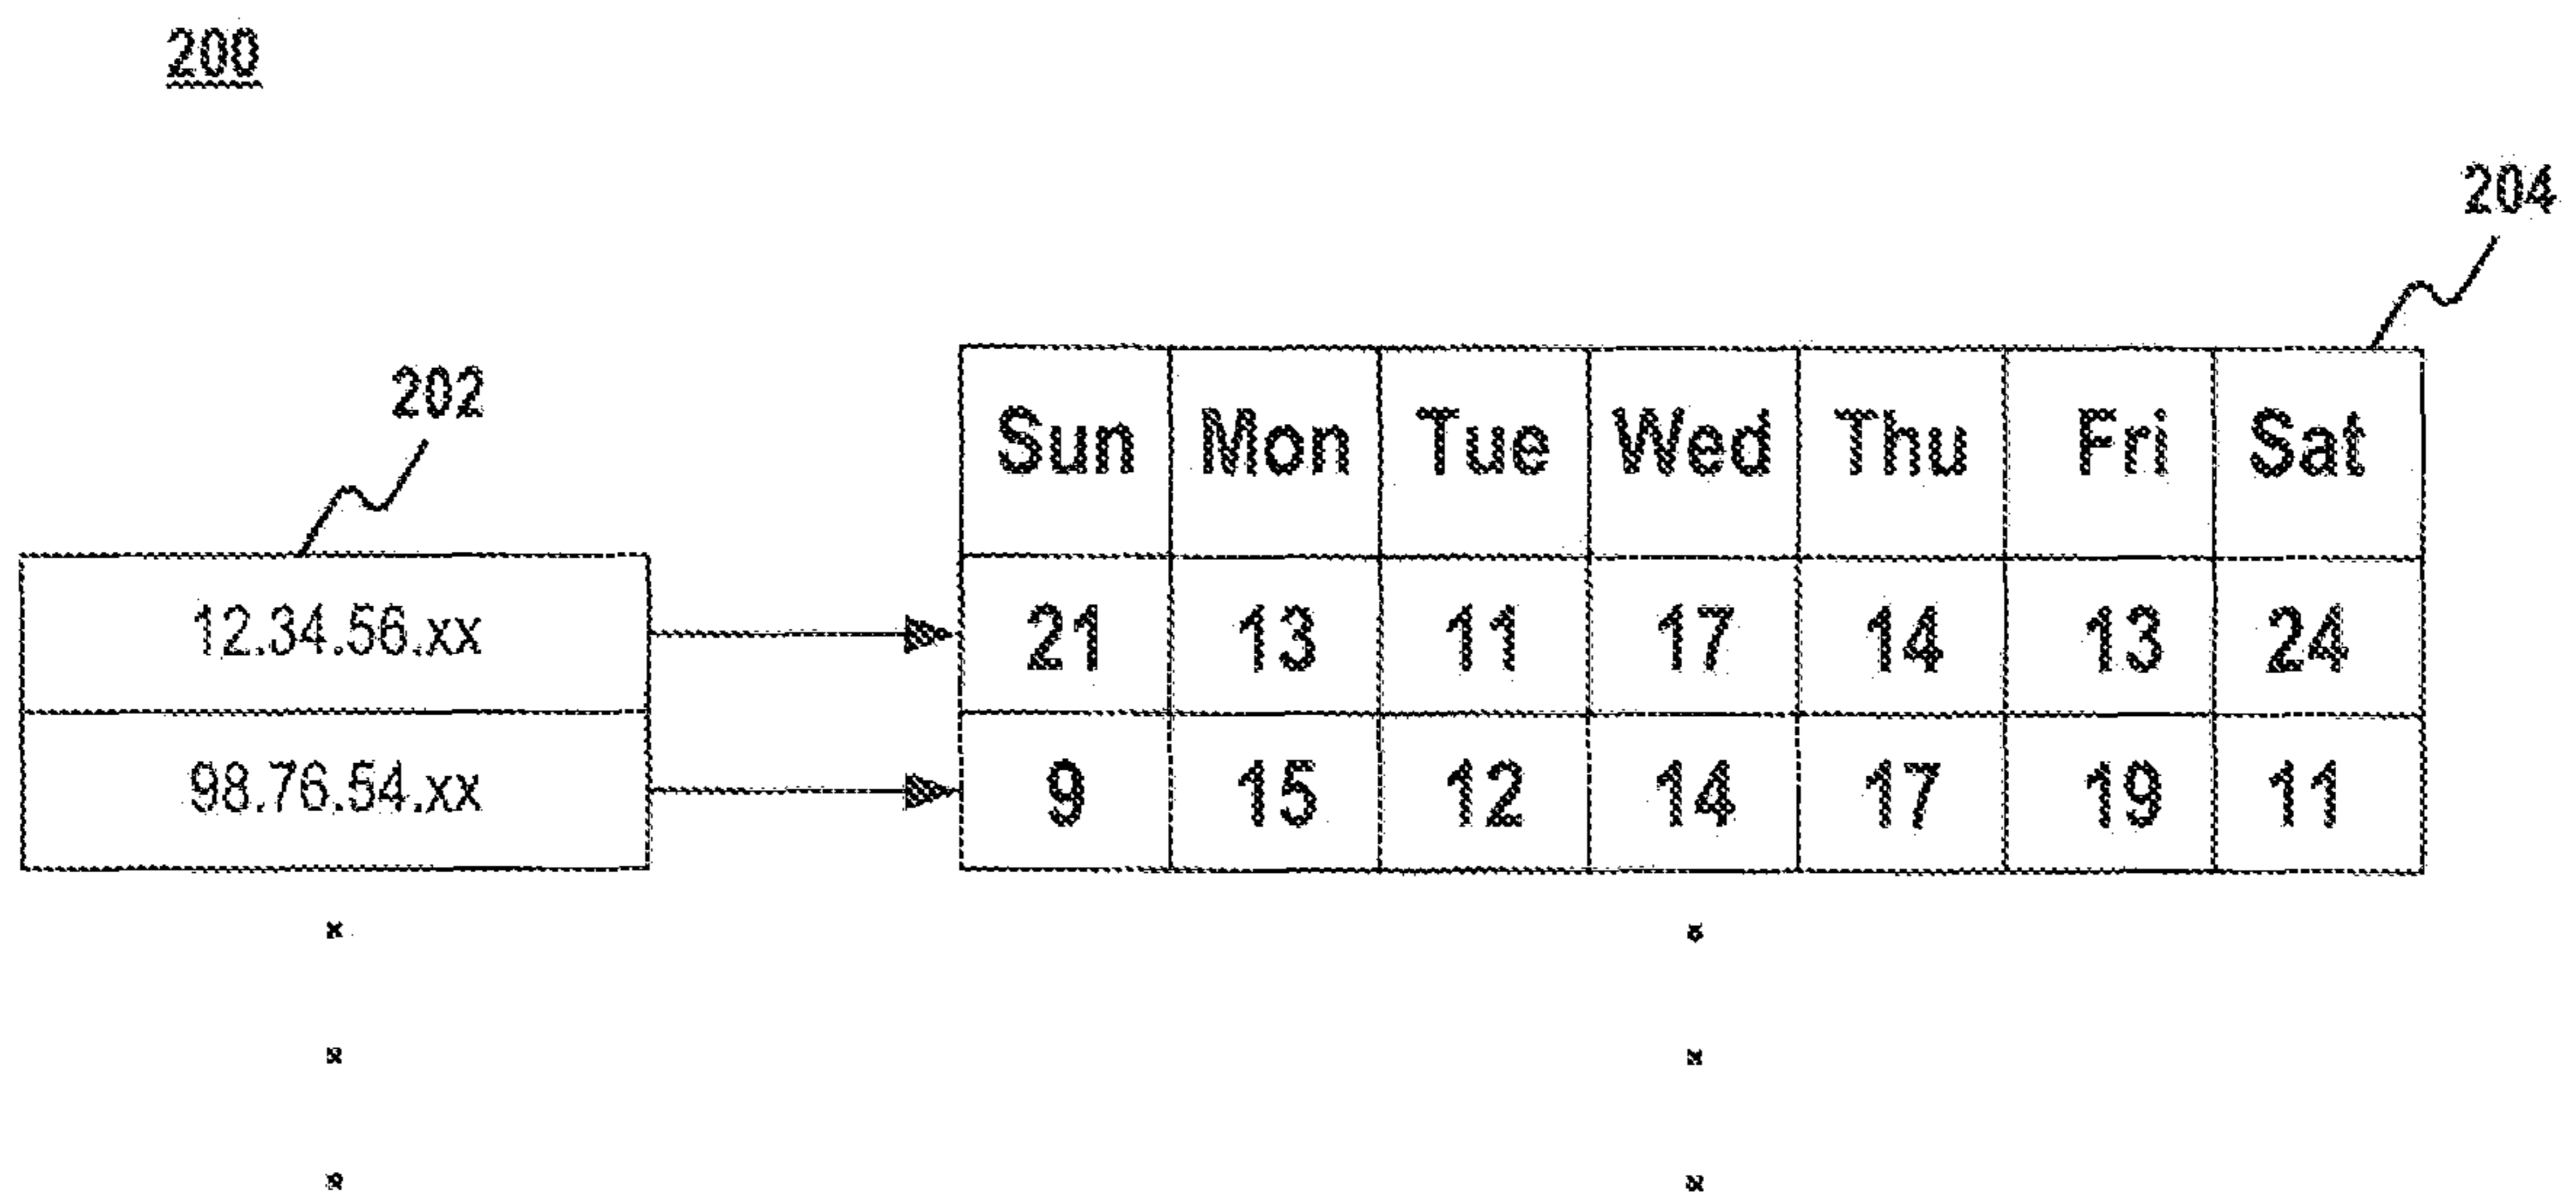 200
204
202
Sun Mon Tue Wed Thu Fri Sat
12.34.56.xx 21 13 11 17 14 13 24
98.76.54.xx 9 15 12 14 17 19 11